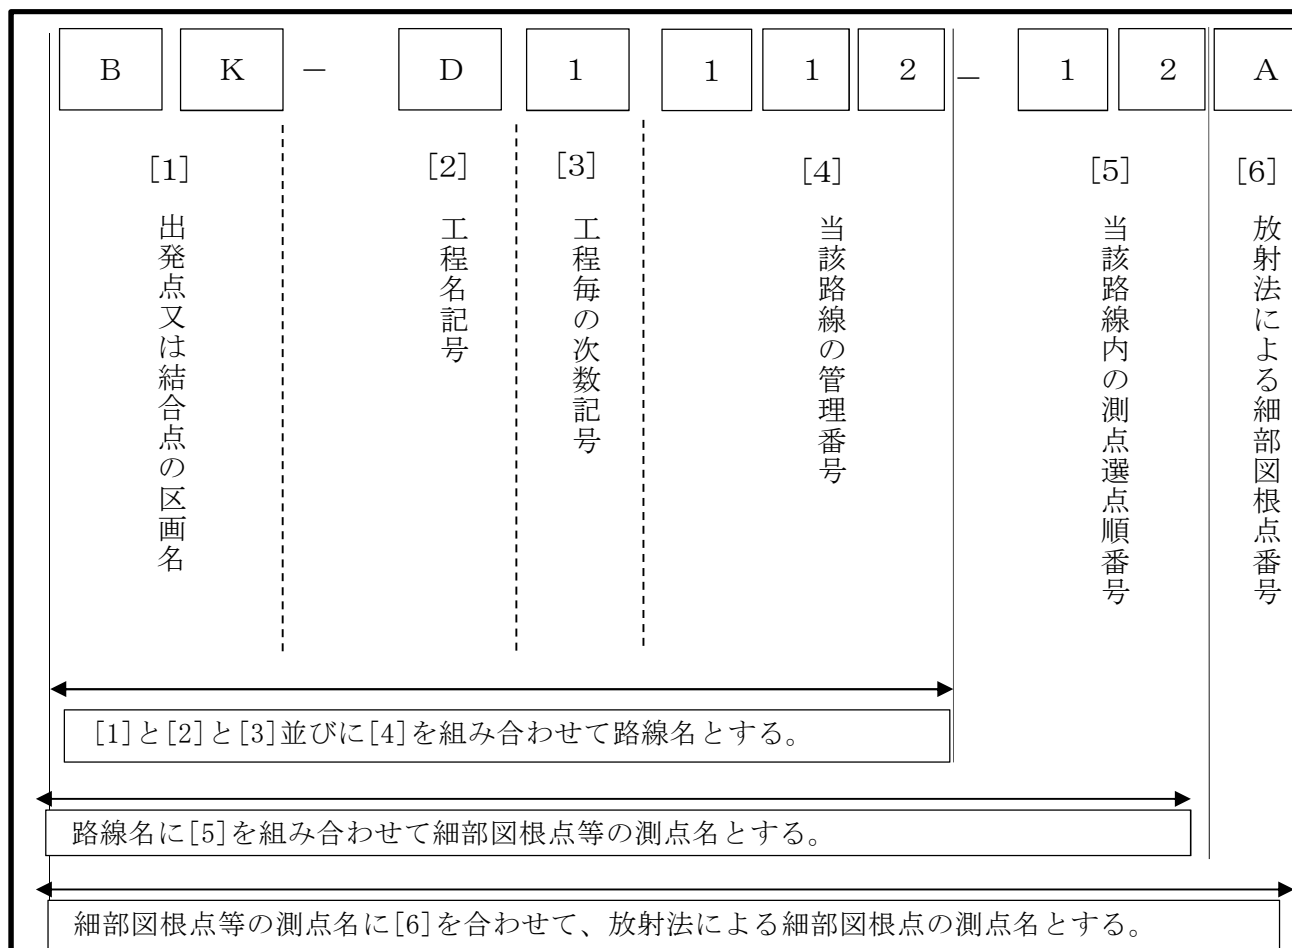 B K － D 1 1 1 2 － 1 2 A
[1] [2] [3] [4] [5] [6]
出発点又は結合点の区画名
工程名記号
工程毎の次数記号
当該路線の管理番号
当該路線内の測点選点順番号
放射法による細部図根点番号
[1]と[2]と[3]並びに[4]を組み合わせて路線名とする。
路線名に[5]を組み合わせて細部図根点等の測点名とする。
細部図根点等の測点名に[6]を合わせて、放射法による細部図根点の測点名とする。